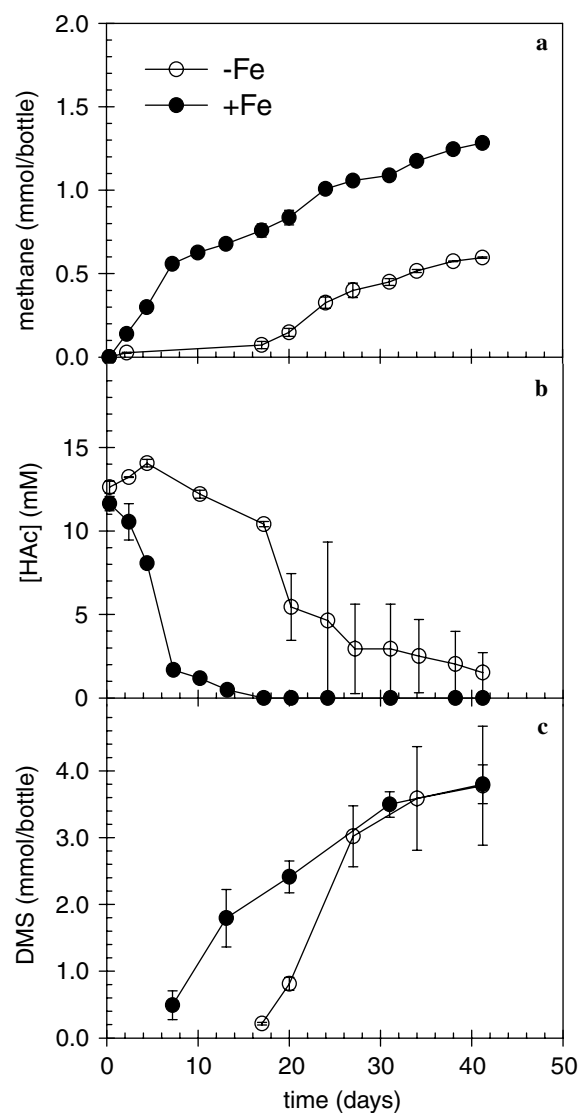 2.0
a
-Fe
+Fe
1.5
1.0
0.5
0.0
methane (mmol/bottle)
b
15
10
5
0
[HAc] (mM)
c
4.0
3.0
2.0
1.0
0.0
DMS (mmol/bottle)
0 10 20 30 40 50
time (days)